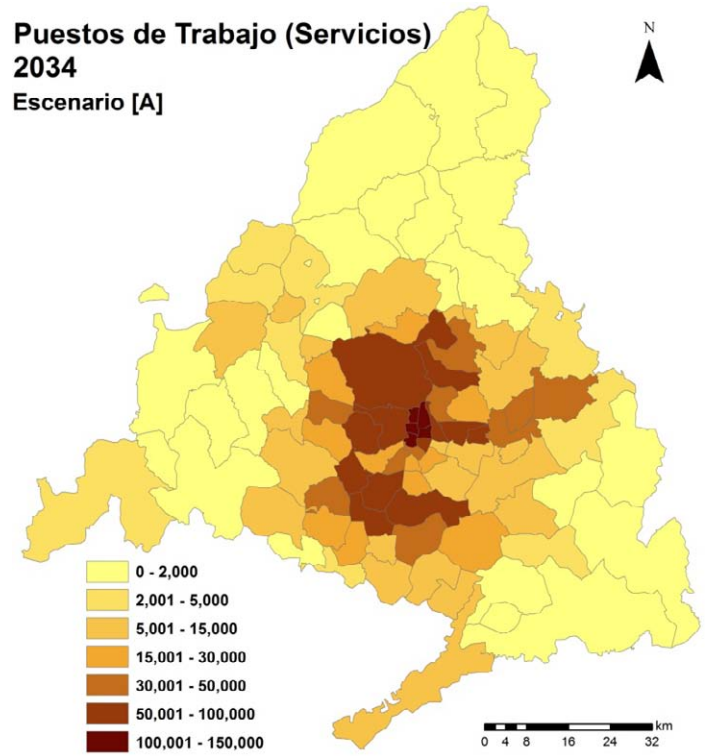 Puestos de Trabajo (Servicios)
2034
Escenario [A]
N
0 - 2,000
2,001 - 5,000
5,001 - 15,000
15,001 - 30,000
30,001 - 50,000
50,001 - 100,000
100,001 - 150,000
km
0 4 8 16 24 32